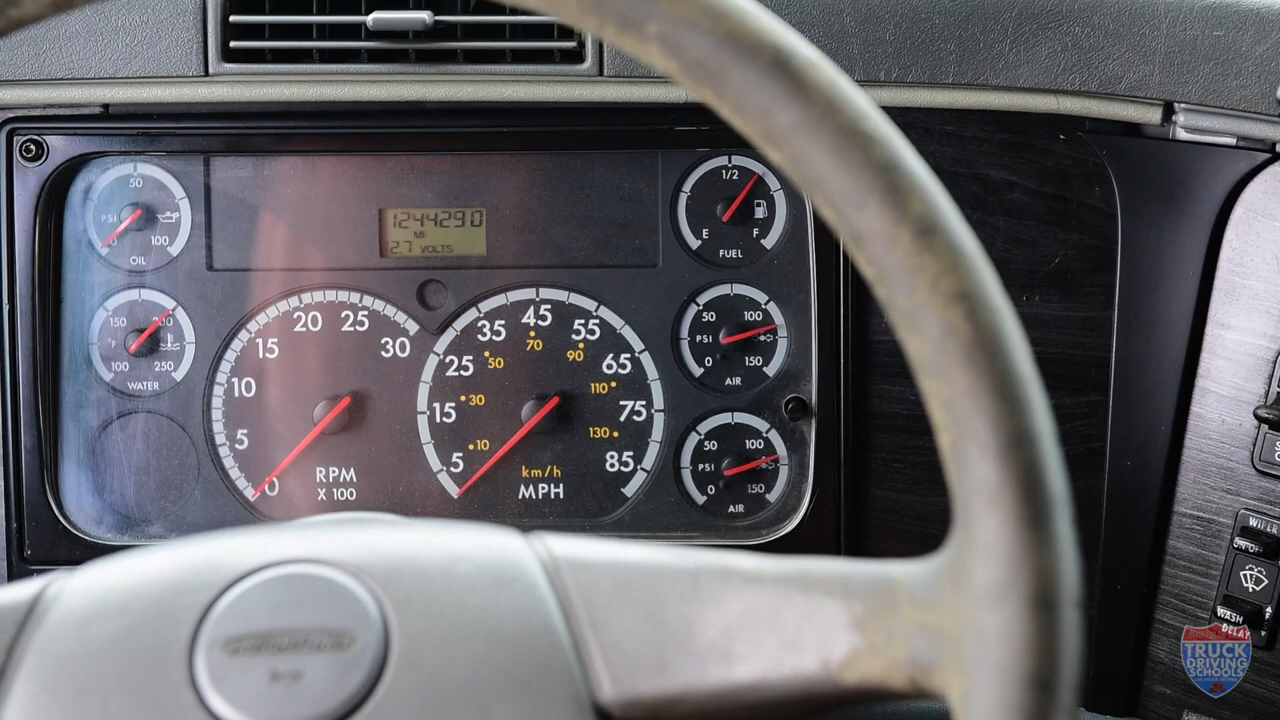 50
PSI
0
100
OIL
1244290
MI
2.7 VOLTS
1/2
E
F
FUEL
150
200
°F
100
250
WATER
0
5
10
15
20
25
30
RPM
X 100
5
15
25
35
45
55
65
75
85
10
30
50
70
90
110
130
km/h
MPH
50
100
PSI
0
150
AIR
50
100
PSI
0
150
AIR
WIPER
ON OFF
WASH
DELAY
TRUCK
DRIVING
SCHOOLS